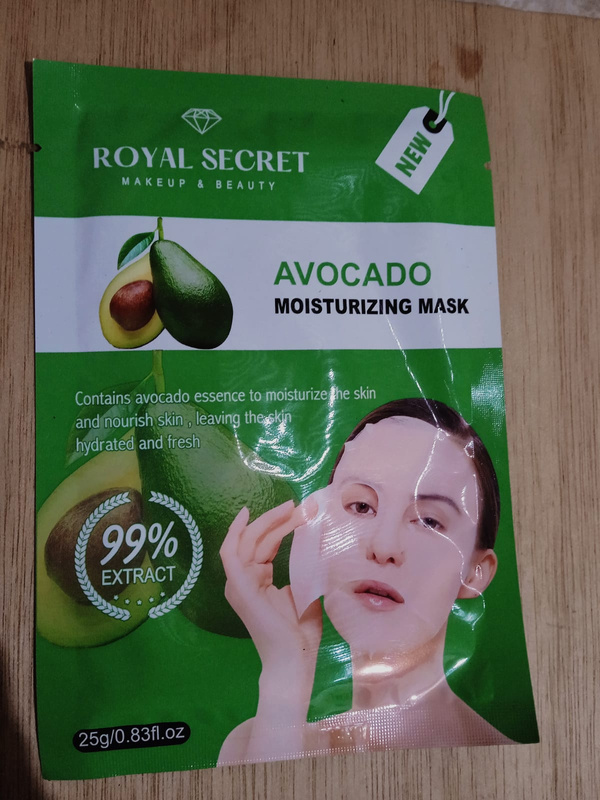 ROYAL SECRET
MAKEUP & BEAUTY
NEW
AVOCADO
MOISTURIZING MASK
Contains avocado essence to moisturize the skin
and nourish skin , leaving the skin
hydrated and fresh
99%
EXTRACT
25g/0.83fl.oz